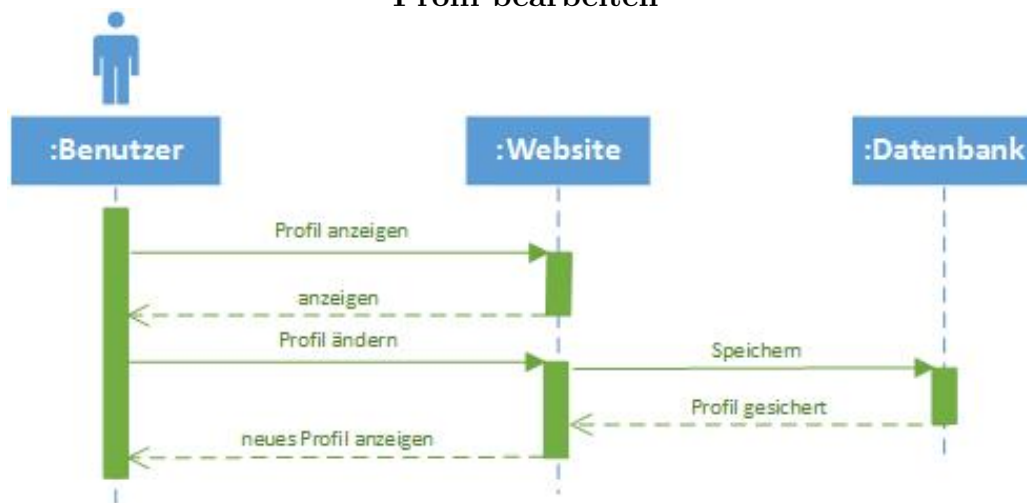 Profil bearbeiten
:Benutzer
:Website
:Datenbank
Profil anzeigen
anzeigen
Profil ändern
Speichern
Profil gesichert
neues Profil anzeigen